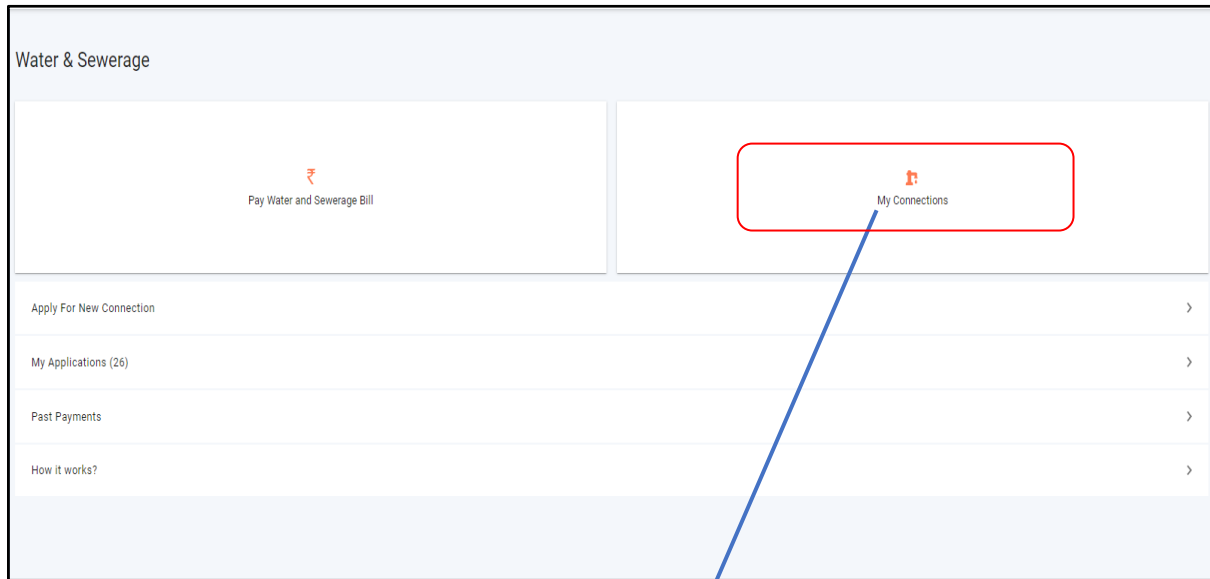 Water & Sewerage
₹
Pay Water and Sewerage Bill
My Connections
Apply For New Connection
My Applications (26)
Past Payments
How it works?